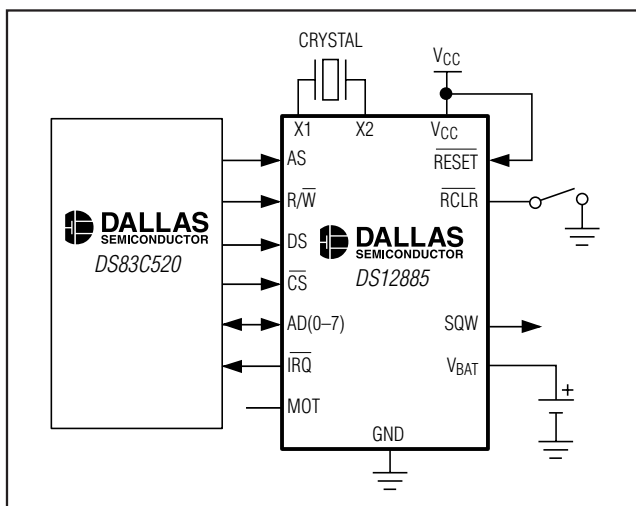 CRYSTAL
VCC
X1 X2 VCC
AS
RESET
R/W
RCLR
DALLAS
SEMICONDUCTOR
DS83C520
DS
DALLAS
SEMICONDUCTOR
DS12885
CS
AD(0–7)
SQW
IRQ
VBAT
+
MOT
GND